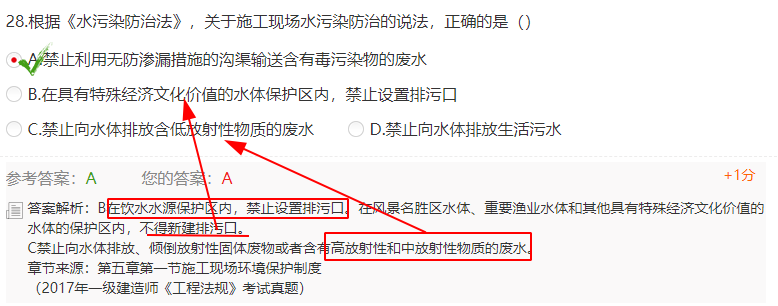 28.根据《水污染防治法》，关于施工现场水污染防治的说法，正确的是（）
A.禁止利用无防渗漏措施的沟渠输送含有毒污染物的废水
B.在具有特殊经济文化价值的水体保护区内，禁止设置排污口
C.禁止向水体排放含低放射性物质的废水 D.禁止向水体排放生活污水
参考答案：A 您的答案：A +1分
答案解析：B在饮水水源保护区内，禁止设置排污口。在风景名胜区水体、重要渔业水体和其他具有特殊经济文化价值的
水体的保护区内，不得新建排污口。
C禁止向水体排放、倾倒放射性固体废物或者含有高放射性和中放射性物质的废水。
章节来源：第五章第一节施工现场环境保护制度
（2017年一级建造师《工程法规》考试真题）